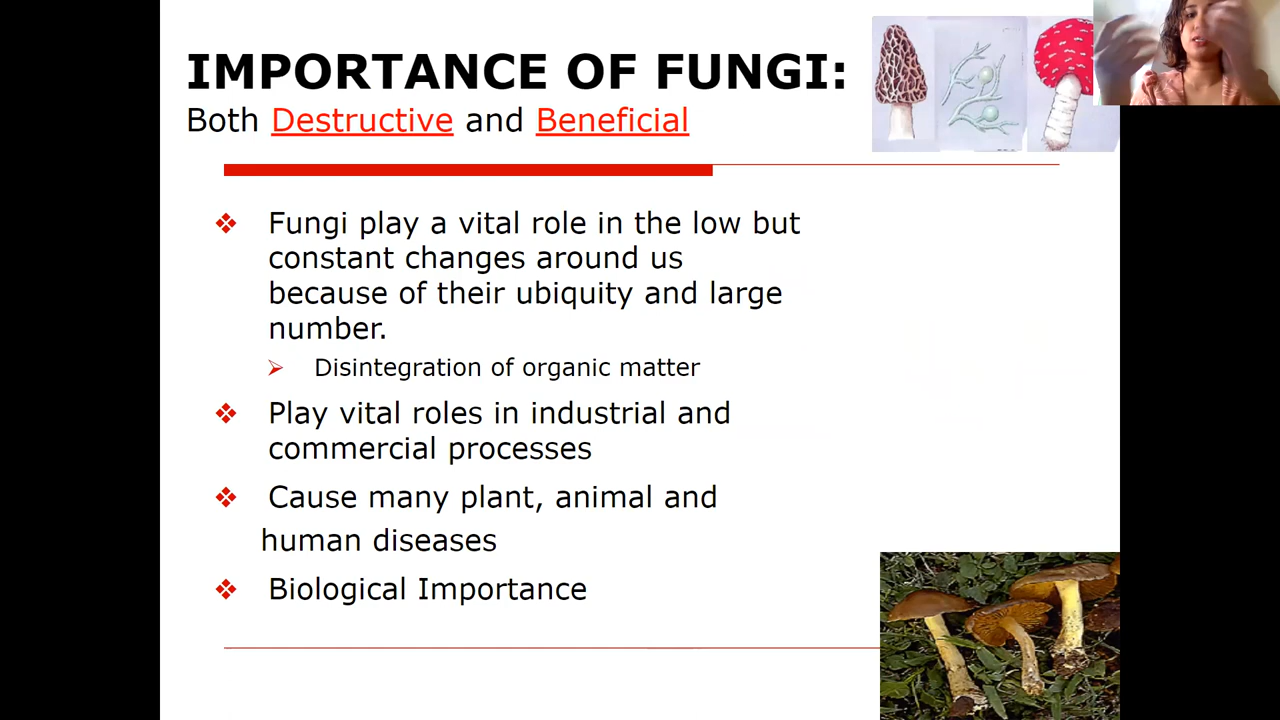 IMPORTANCE OF FUNGI:
Both Destructive and Beneficial
Fungi play a vital role in the low but
constant changes around us
because of their ubiquity and large
number.
Disintegration of organic matter
Play vital roles in industrial and
commercial processes
Cause many plant, animal and
human diseases
Biological Importance